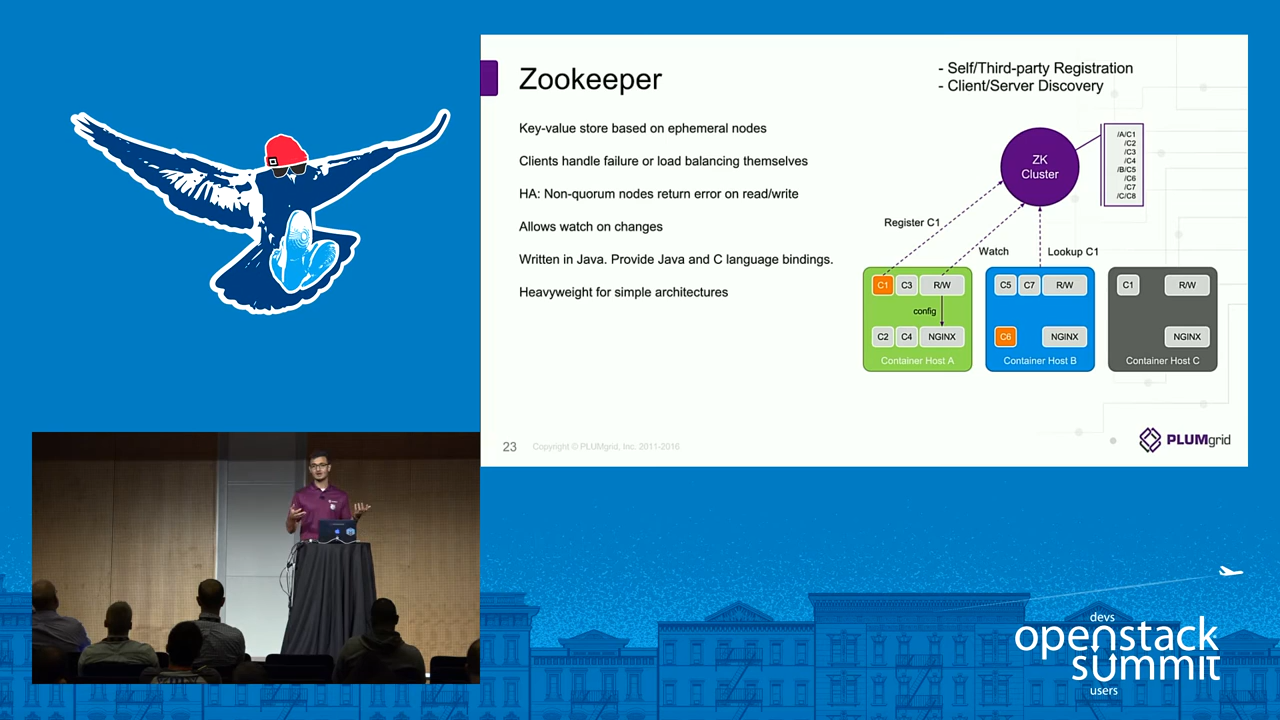 Zookeeper
- Self/Third-party Registration
- Client/Server Discovery
Key-value store based on ephemeral nodes
Clients handle failure or load balancing themselves
HA: Non-quorum nodes return error on read/write
Allows watch on changes
Written in Java. Provide Java and C language bindings.
Heavyweight for simple architectures
ZK
Cluster
/A/C1
/C2
/C3
/C4
/B/C5
/C6
/C7
/C/C8
Register C1
Watch
Lookup C1
C1 C3 R/W
config
C2 C4 NGINX
Container Host A
C5 C7 R/W
C6 NGINX
Container Host B
C1 R/W
NGINX
Container Host C
23
Copyright © PLUMgrid, Inc. 2011-2016
PLUMgrid
devs
openstack
summit
users